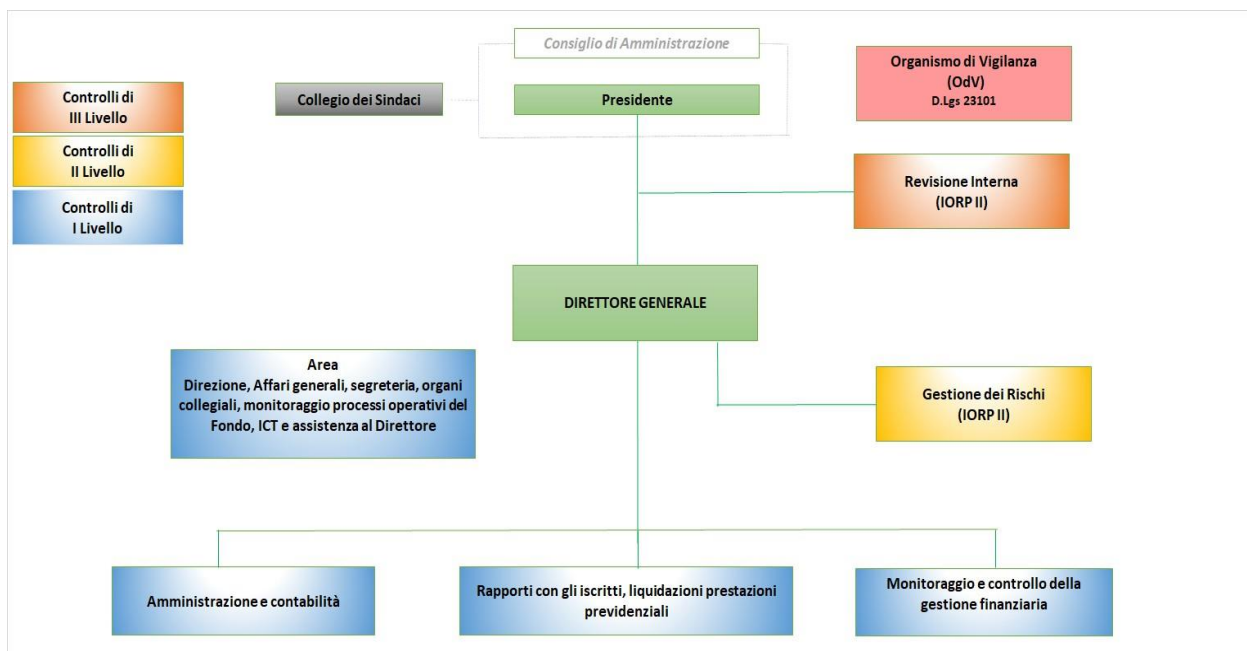 Consiglio di Amministrazione
Organismo di Vigilanza
(OdV)
D.Lgs 23101
Collegio dei Sindaci
Presidente
Controlli di
III Livello
Controlli di
II Livello
Controlli di
I Livello
Revisione Interna
(IORP II)
DIRETTORE GENERALE
Area
Direzione, Affari generali, segreteria, organi
collegiali, monitoraggio processi operativi del
Fondo, ICT e assistenza al Direttore
Gestione dei Rischi
(IORP II)
Amministrazione e contabilità
Rapporti con gli iscritti, liquidazioni prestazioni
previdenziali
Monitoraggio e controllo della
gestione finanziaria